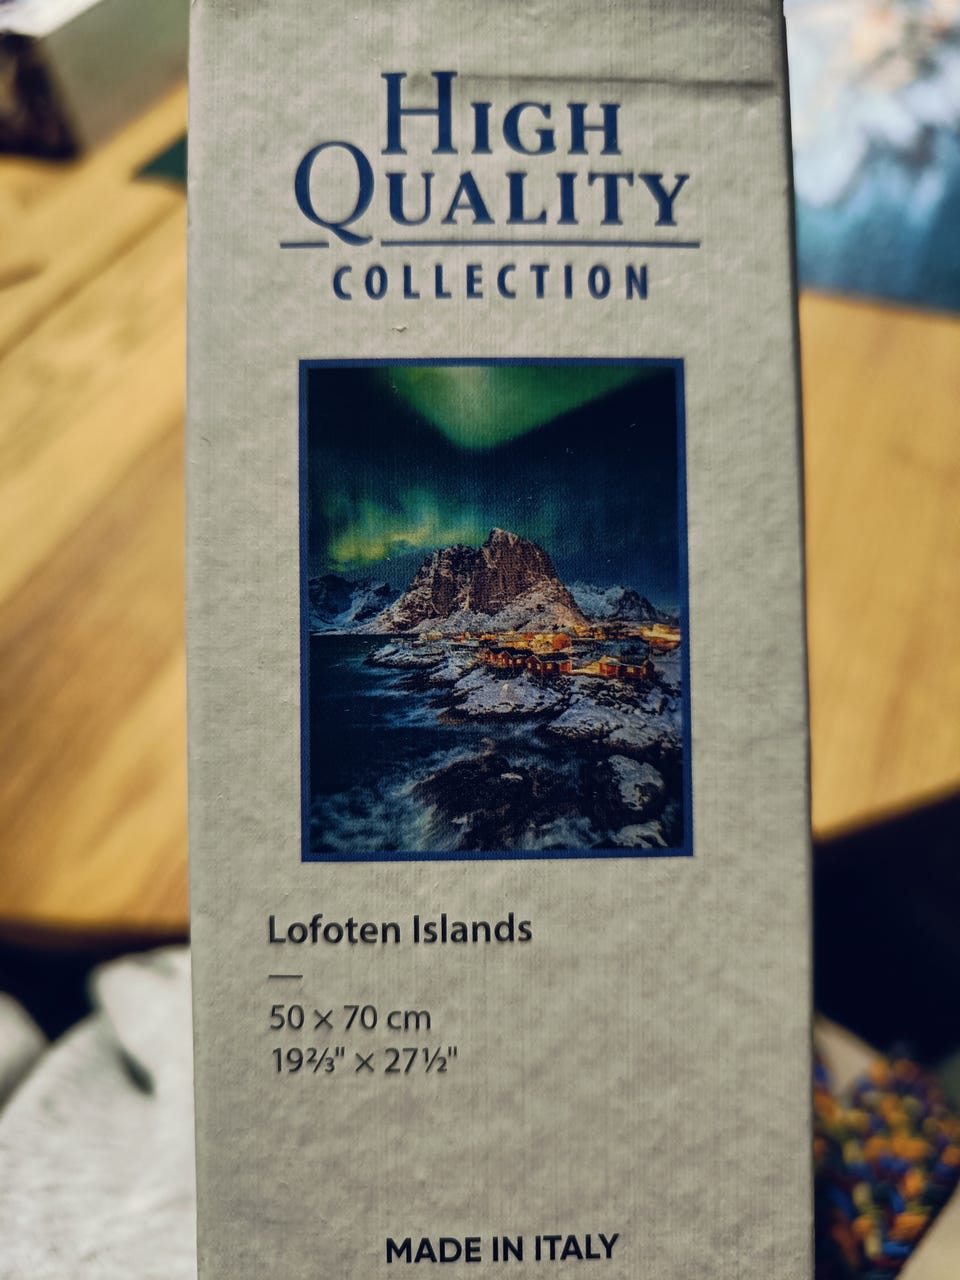 HIGH
QUALITY
COLLECTION
Lofoten Islands
50 × 70 cm
19⅔" × 27½"
MADE IN ITALY